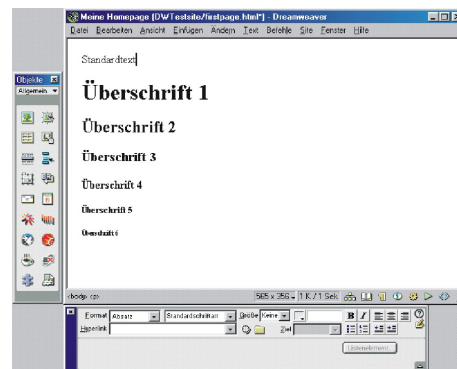 Meine Homepage (DWTestsite/firstpage.html*) - Dreamweaver
Datei Bearbeiten Ansicht Einfügen Ändern Text Befehle Site Fenster Hilfe
Standardtext
Objekte
Allgemein
Überschrift 1
Überschrift 2
Überschrift 3
Überschrift 4
Überschrift 5
Überschrift 6
<body> <p>
565 x 356 1 K / 1 Sek
Format Absatz Standardschriftart Größe Keine B I
Hyperlink Ziel
Listenelement...